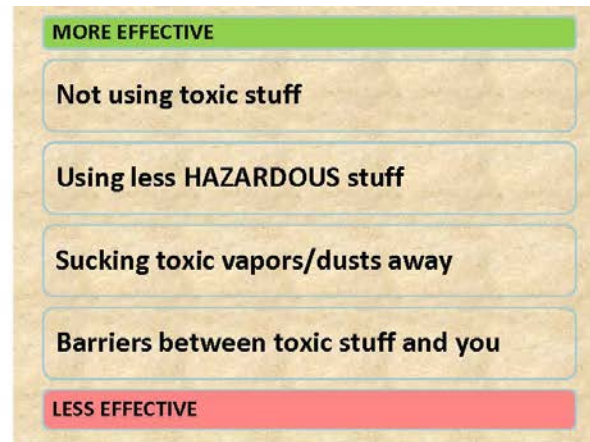 MORE EFFECTIVE
Not using toxic stuff
Using less HAZARDOUS stuff
Sucking toxic vapors/dusts away
Barriers between toxic stuff and you
LESS EFFECTIVE